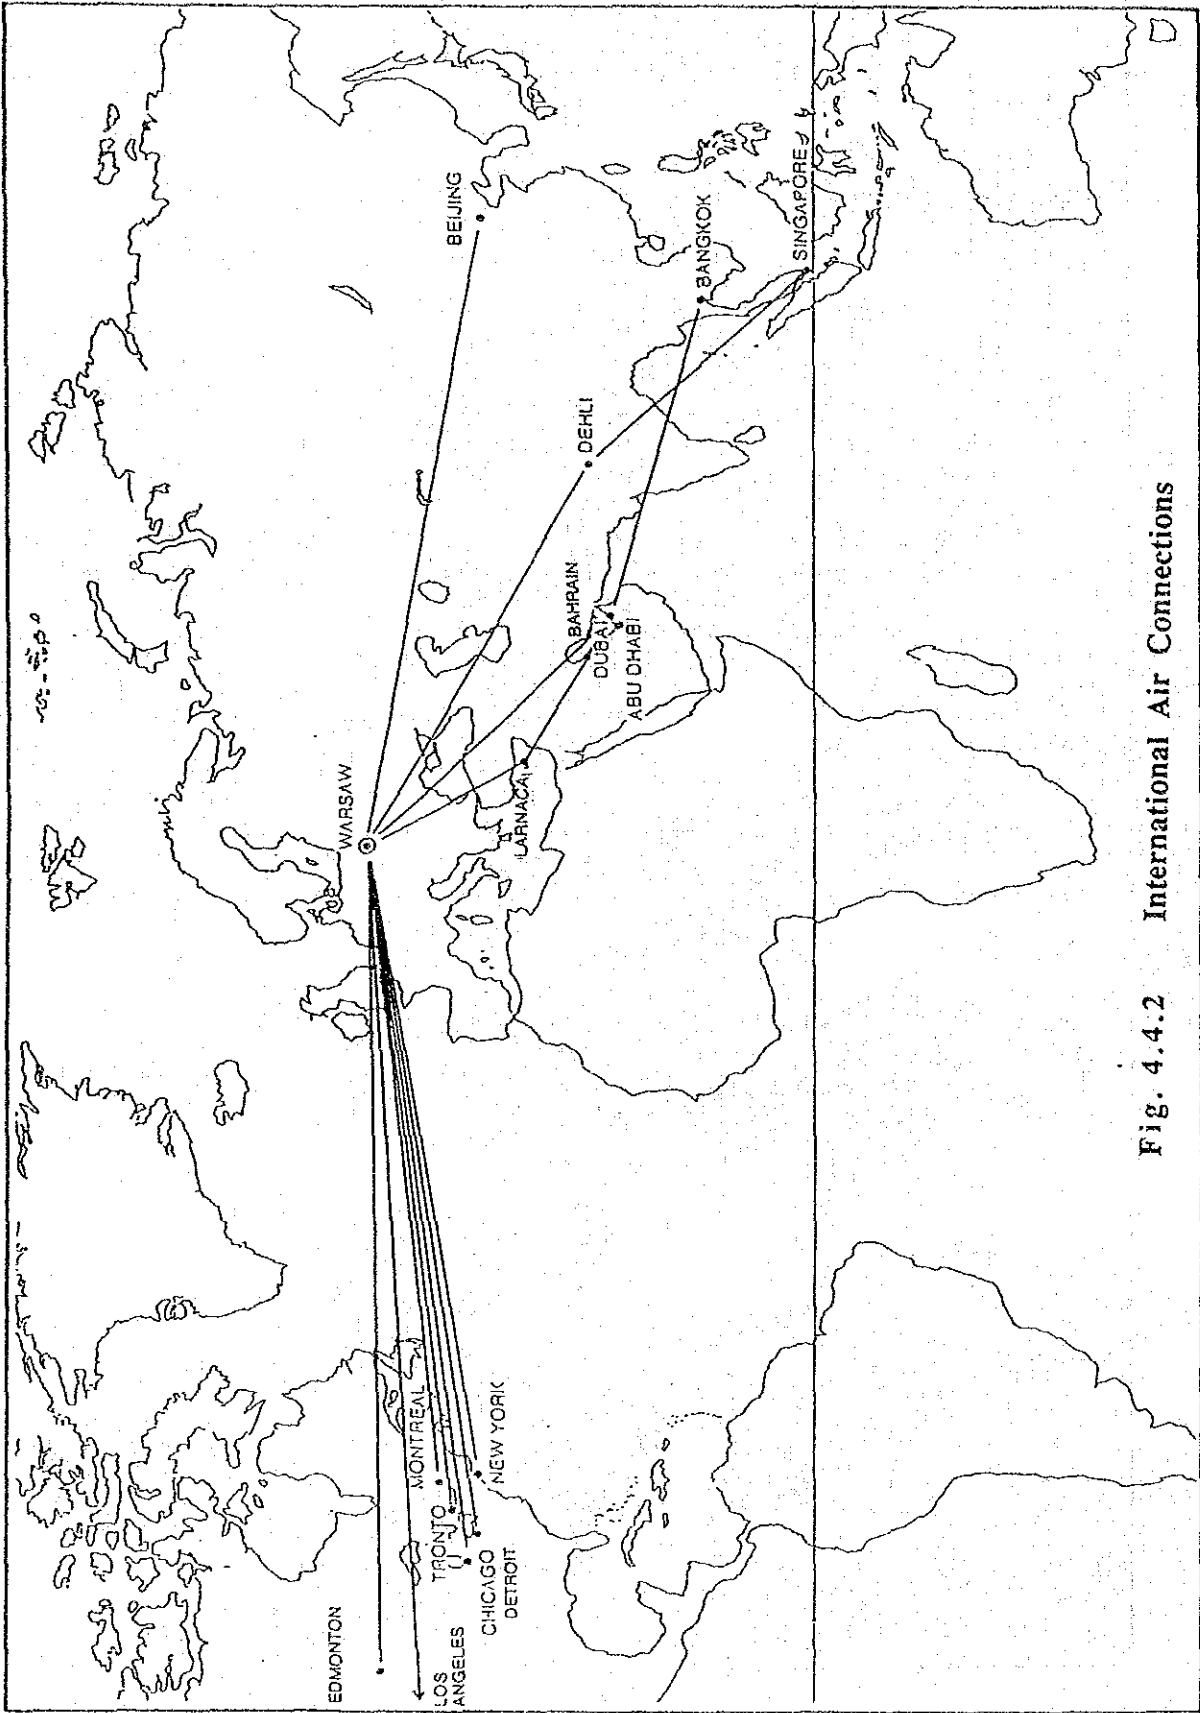 EDMONTON
LOS
ANGELES
TRONTO
MONTREAL
CHICAGO
DETROIT
NEW YORK
WARSAW
LARNACA
BAHRAIN
DUBAI
ABU DHABI
DEHLI
BEIJING
BANGKOK
SINGAPORE
Fig. 4.4.2 International Air Connections